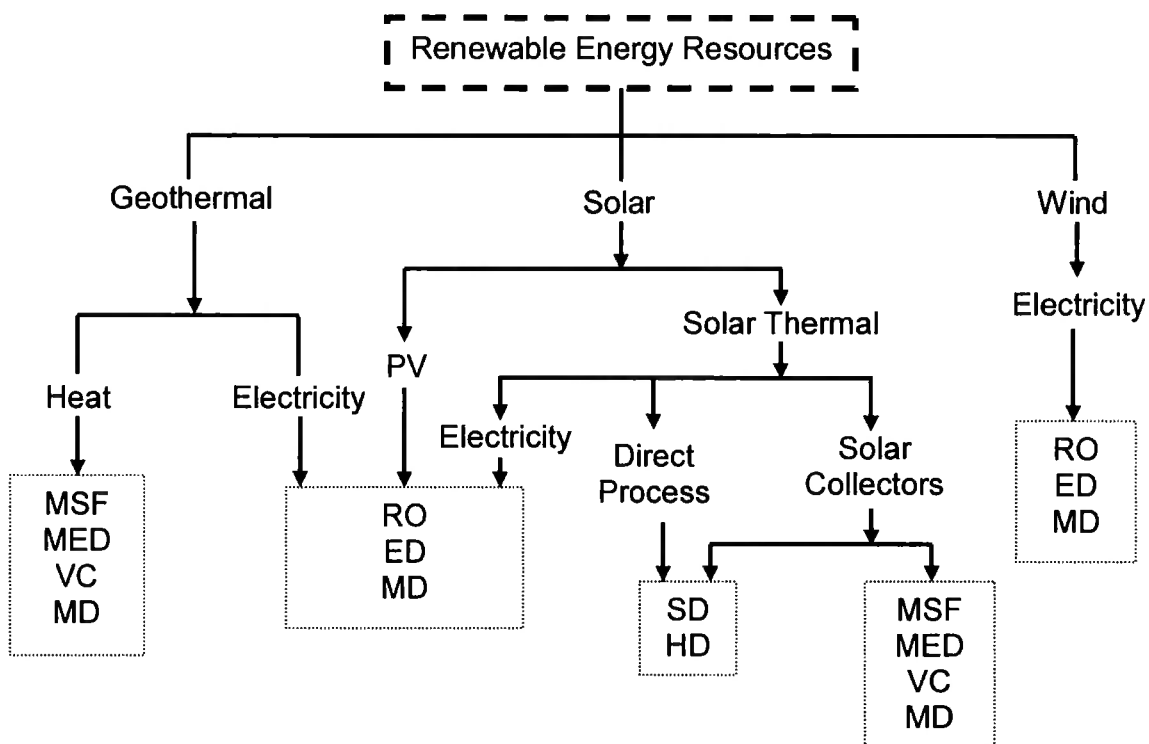 Renewable Energy Resources
Geothermal
Solar
Wind
Solar Thermal
Electricity
PV
Heat
Electricity
Electricity
Direct
Process
Solar
Collectors
RO
ED
MD
MSF
MED
VC
MD
RO
ED
MD
SD
HD
MSF
MED
VC
MD